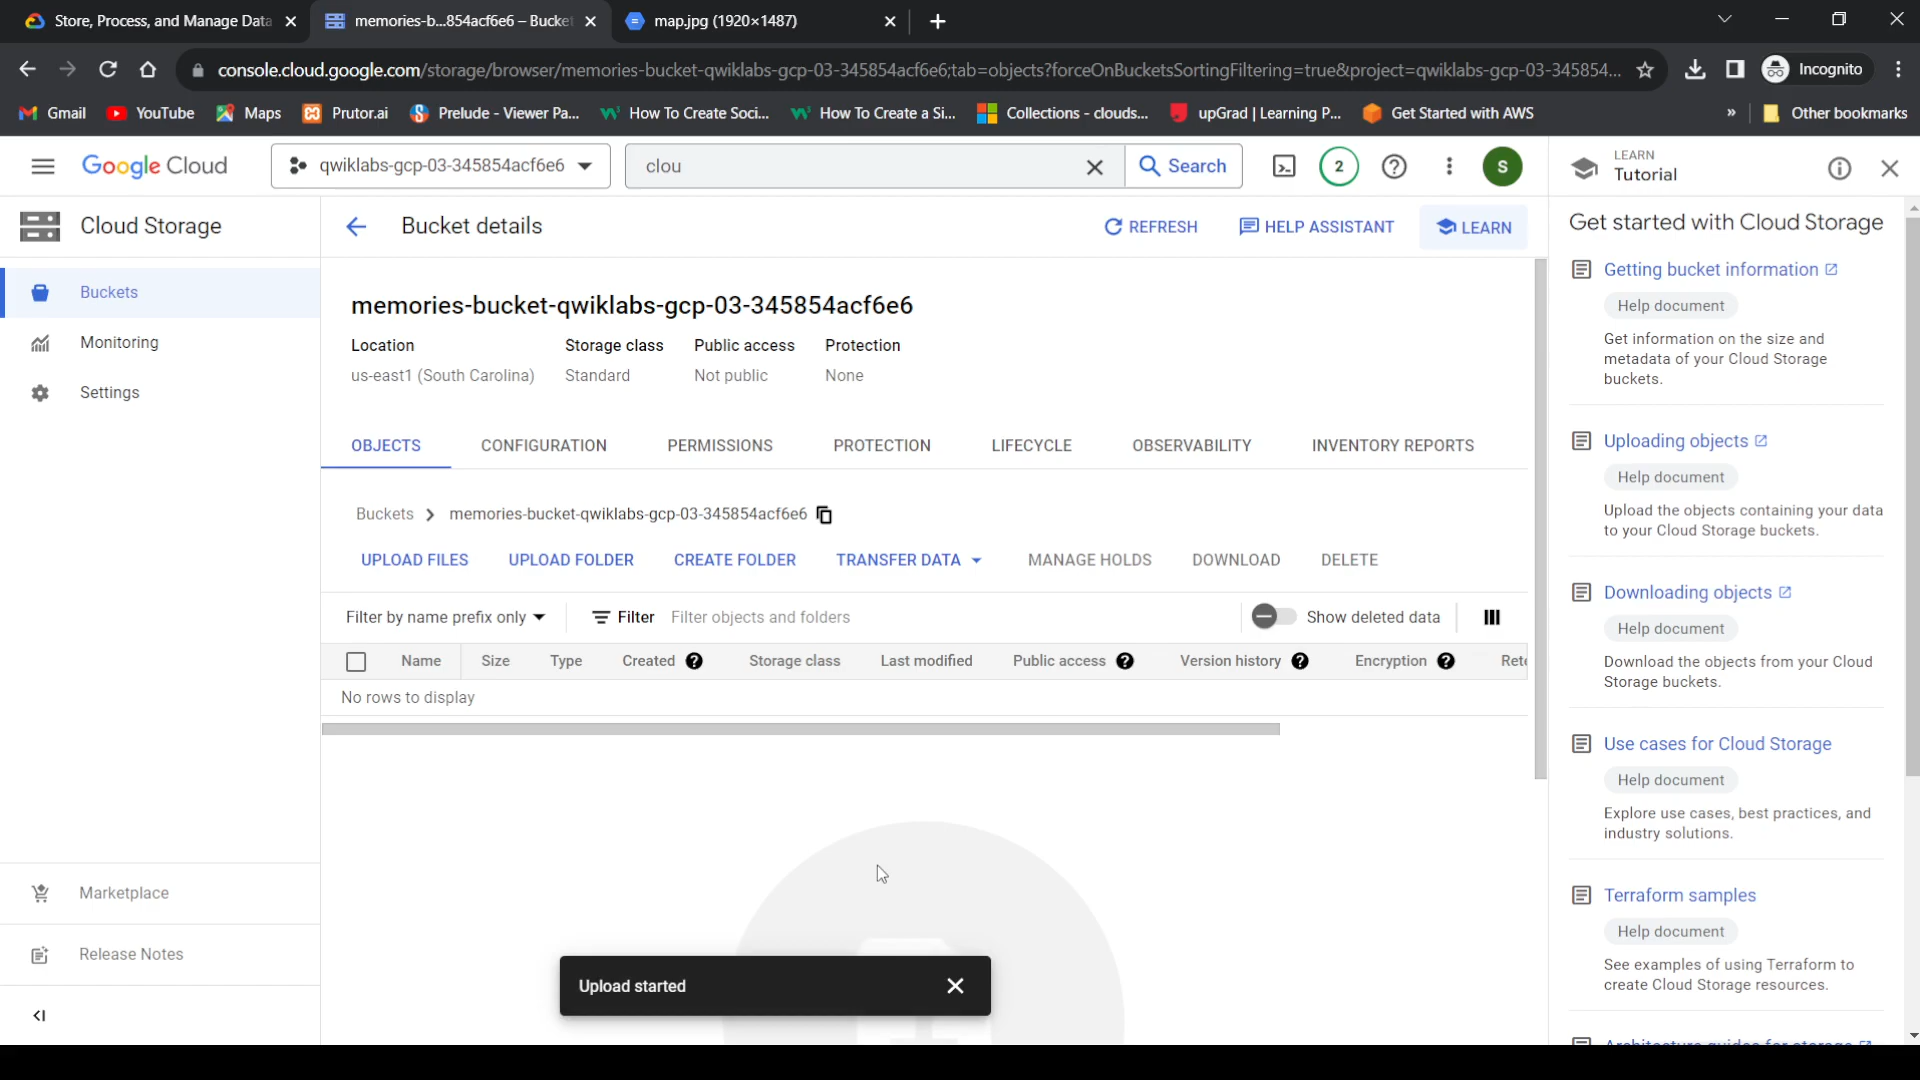 Store, Process, and Manage Data
memories-b...854acf6e6 – Bucket
map.jpg (1920×1487)
console.cloud.google.com/storage/browser/memories-bucket-qwiklabs-gcp-03-345854acf6e6;tab=objects?forceOnBucketsSortingFiltering=true&project=qwiklabs-gcp-03-345854...
Incognito
Gmail
YouTube
Maps
Prutor.ai
Prelude - Viewer Pa...
How To Create Soci...
How To Create a Si...
Collections - clouds...
upGrad | Learning P...
Get Started with AWS
»
Other bookmarks
Google Cloud
qwiklabs-gcp-03-345854acf6e6
clou
Search
2
S
LEARN
Tutorial
Cloud Storage
Buckets
Monitoring
Settings
Marketplace
Release Notes
Bucket details
REFRESH
HELP ASSISTANT
LEARN
memories-bucket-qwiklabs-gcp-03-345854acf6e6
Location Storage class Public access Protection
us-east1 (South Carolina) Standard Not public None
OBJECTS CONFIGURATION PERMISSIONS PROTECTION LIFECYCLE OBSERVABILITY INVENTORY REPORTS
Buckets > memories-bucket-qwiklabs-gcp-03-345854acf6e6
UPLOAD FILES UPLOAD FOLDER CREATE FOLDER TRANSFER DATA MANAGE HOLDS DOWNLOAD DELETE
Filter by name prefix only Filter Filter objects and folders Show deleted data
Name Size Type Created Storage class Last modified Public access Version history Encryption
No rows to display
Upload started
Get started with Cloud Storage
Getting bucket information
Help document
Get information on the size and
metadata of your Cloud Storage
buckets.
Uploading objects
Help document
Upload the objects containing your data
to your Cloud Storage buckets.
Downloading objects
Help document
Download the objects from your Cloud
Storage buckets.
Use cases for Cloud Storage
Help document
Explore use cases, best practices, and
industry solutions.
Terraform samples
Help document
See examples of using Terraform to
create Cloud Storage resources.